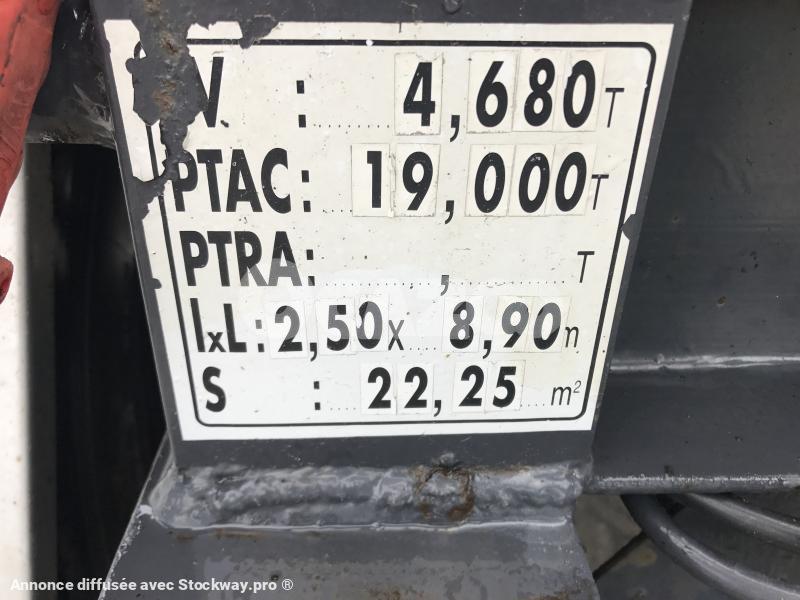 V : 4,680 T
PTAC: 19,000 T
PTRA: , T
lxL: 2,50 x 8,90 m
S : 22,25 m²
Annonce diffusée avec Stockway.pro ®